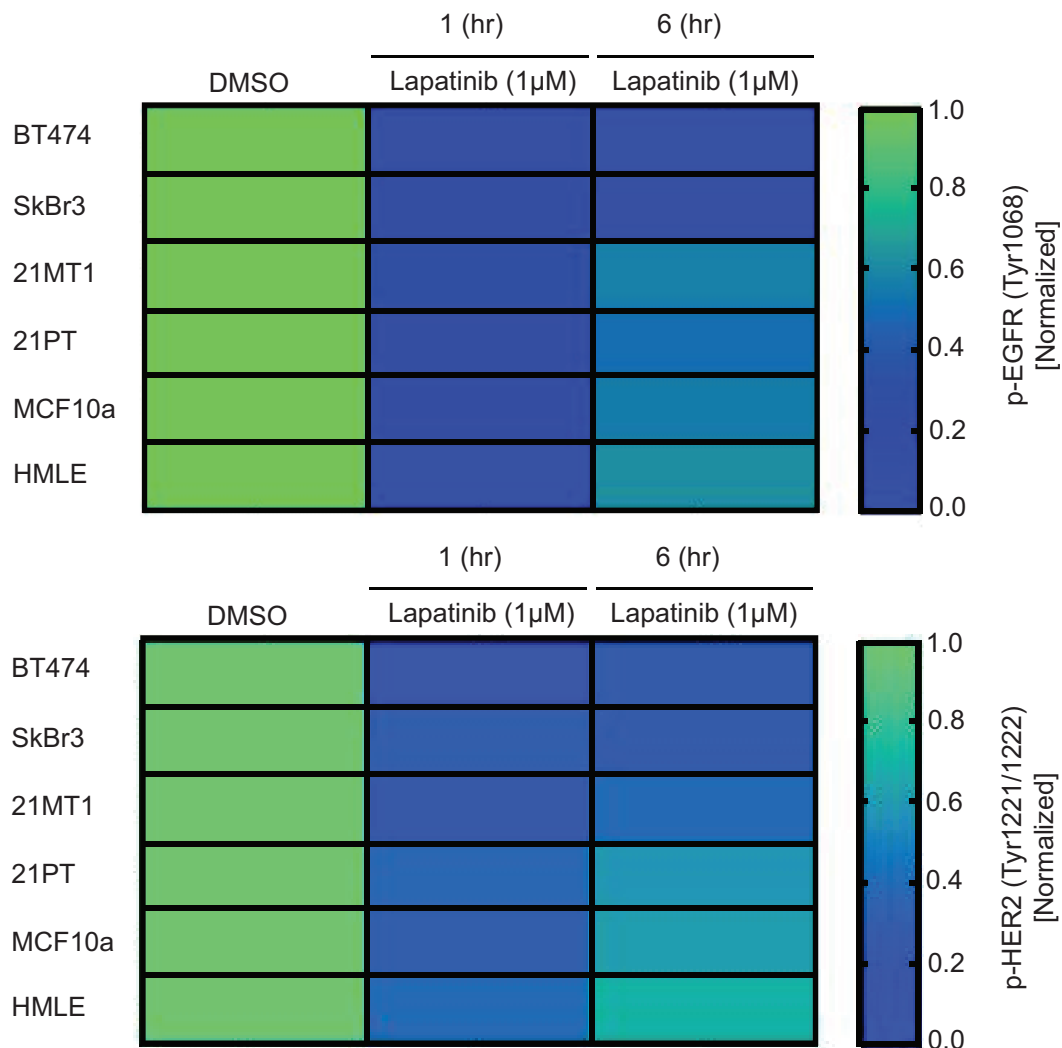 1 (hr)
6 (hr)
DMSO
Lapatinib (1µM)
Lapatinib (1µM)
BT474
SkBr3
21MT1
21PT
MCF10a
HMLE
1.0
0.8
0.6
0.4
0.2
0.0
p-EGFR (Tyr1068)
[Normalized]
1 (hr)
6 (hr)
DMSO
Lapatinib (1µM)
Lapatinib (1µM)
BT474
SkBr3
21MT1
21PT
MCF10a
HMLE
1.0
0.8
0.6
0.4
0.2
0.0
p-HER2 (Tyr1221/1222)
[Normalized]